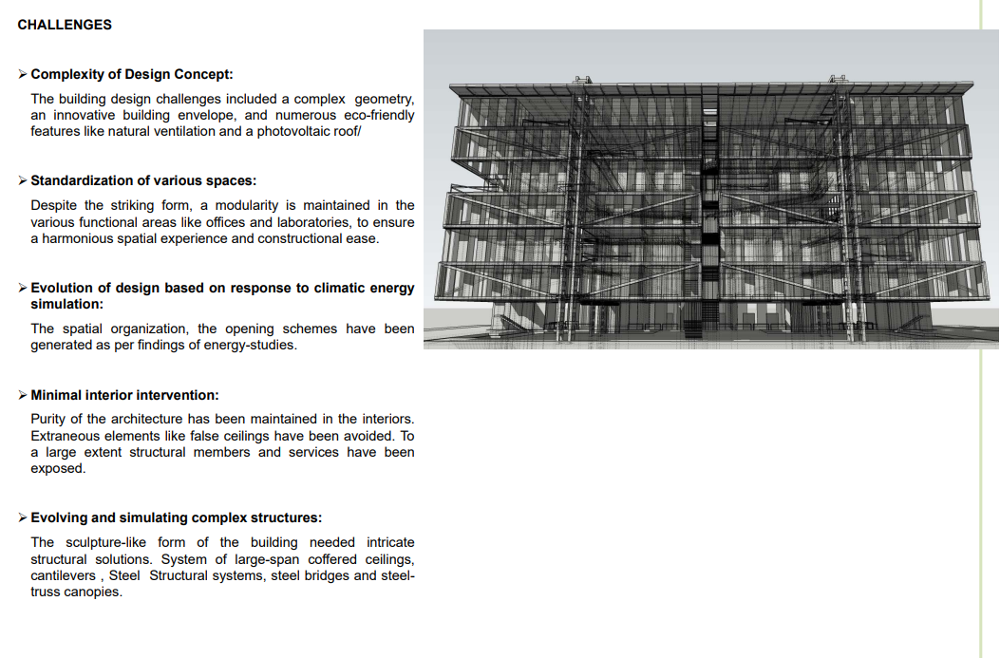 CHALLENGES
➢ Complexity of Design Concept:
The building design challenges included a complex geometry,
an innovative building envelope, and numerous eco-friendly
features like natural ventilation and a photovoltaic roof/
➢ Standardization of various spaces:
Despite the striking form, a modularity is maintained in the
various functional areas like offices and laboratories, to ensure
a harmonious spatial experience and constructional ease.
➢ Evolution of design based on response to climatic energy
simulation:
The spatial organization, the opening schemes have been
generated as per findings of energy-studies.
➢ Minimal interior intervention:
Purity of the architecture has been maintained in the interiors.
Extraneous elements like false ceilings have been avoided. To
a large extent structural members and services have been
exposed.
➢ Evolving and simulating complex structures:
The sculpture-like form of the building needed intricate
structural solutions. System of large-span coffered ceilings,
cantilevers , Steel Structural systems, steel bridges and steel-
truss canopies.